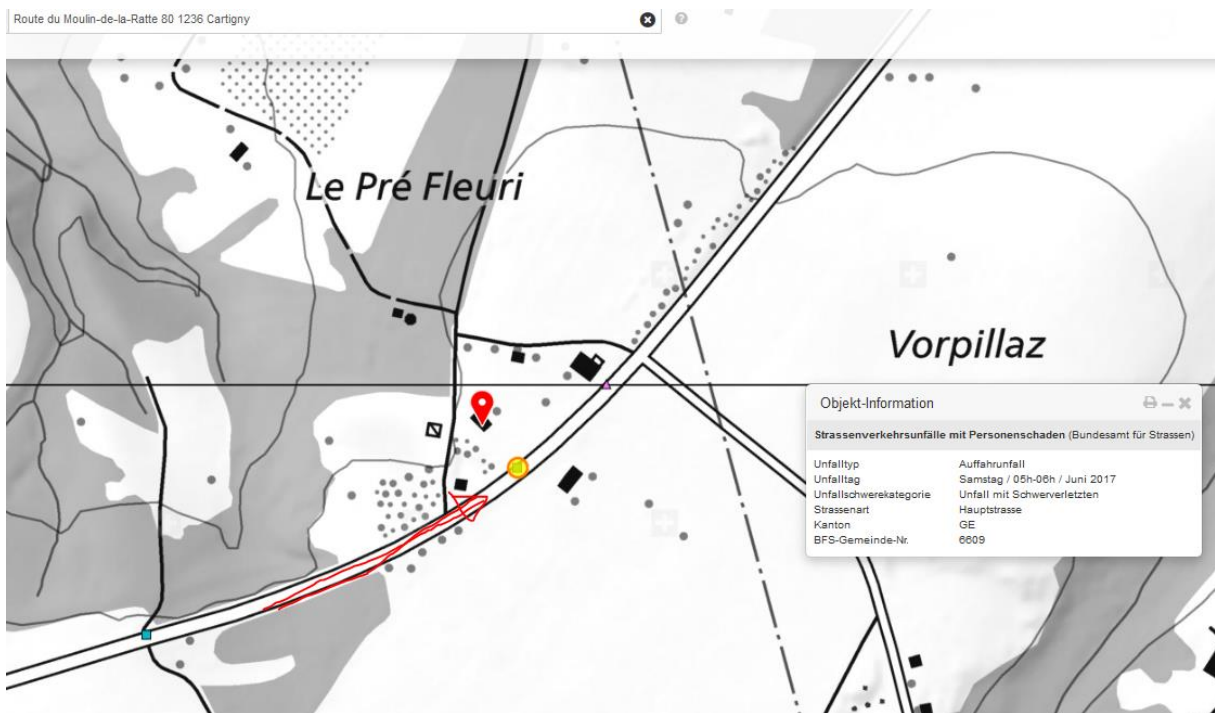 Route du Moulin-de-la-Ratte 80 1236 Cartigny
Le Pré Fleuri
Vorpillaz
Objekt-Information
Strassenverkehrsunfälle mit Personenschaden (Bundesamt für Strassen)
Unfalltyp Auffahrunfall
Unfalltag Samstag / 05h-06h / Juni 2017
Unfallschwerekategorie Unfall mit Schwerverletzten
Strassenart Hauptstrasse
Kanton GE
BFS-Gemeinde-Nr. 6609